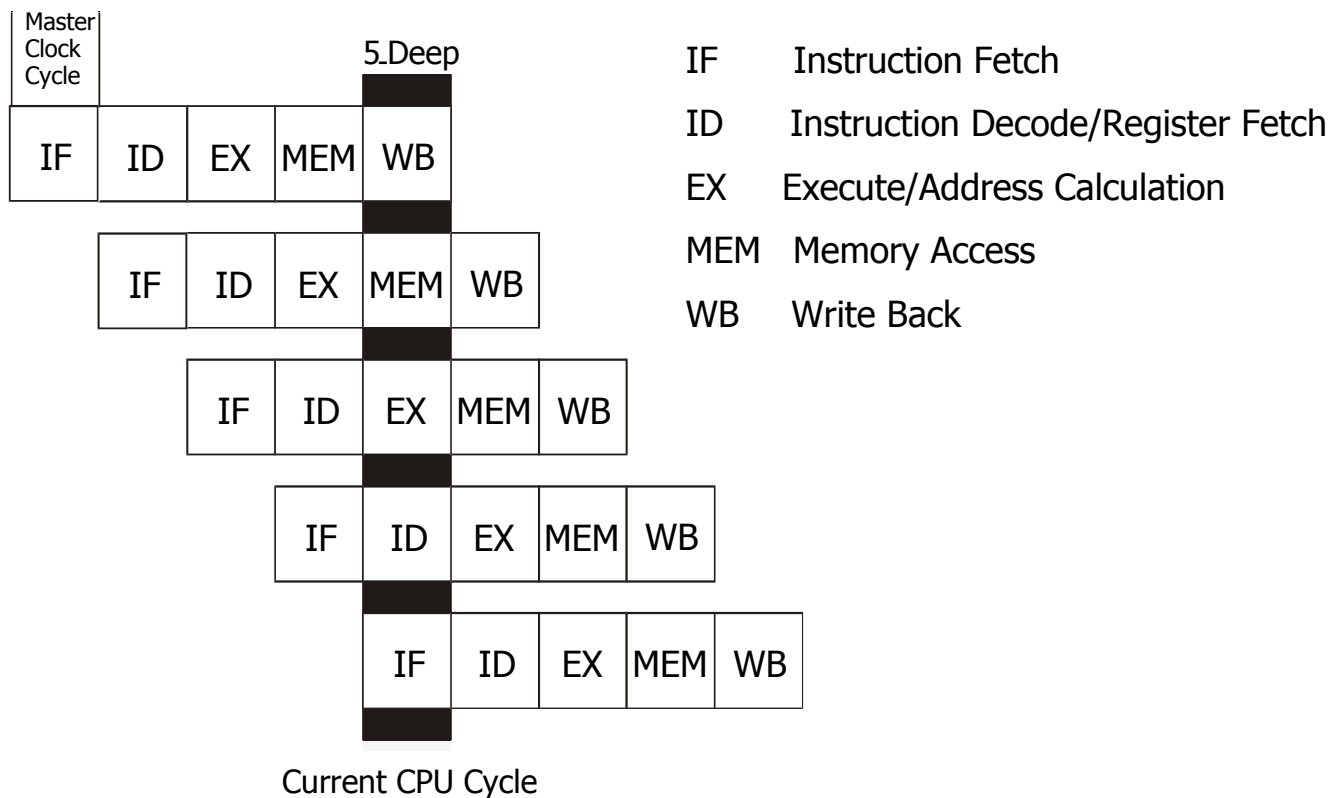 Master
Clock
Cycle
5 Deep
IF ID EX MEM WB
IF ID EX MEM WB
IF ID EX MEM WB
IF ID EX MEM WB
IF ID EX MEM WB
Current CPU Cycle
IF Instruction Fetch
ID Instruction Decode/Register Fetch
EX Execute/Address Calculation
MEM Memory Access
WB Write Back